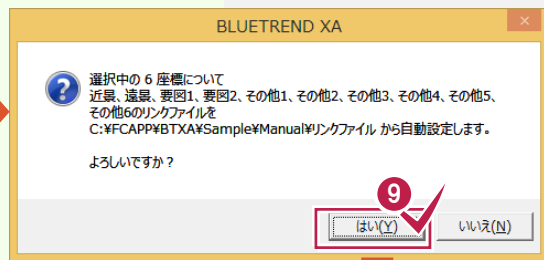 BLUETREND XA
選択中の 6 座標について
近景、遠景、要図1、要図2、その他1、その他2、その他3、その他4、その他5、
その他6のリンクファイルを
C:¥FCAPP¥BTXA¥Sample¥Manual¥リンクファイル から自動設定します。
よろしいですか？
9
はい(Y)
いいえ(N)